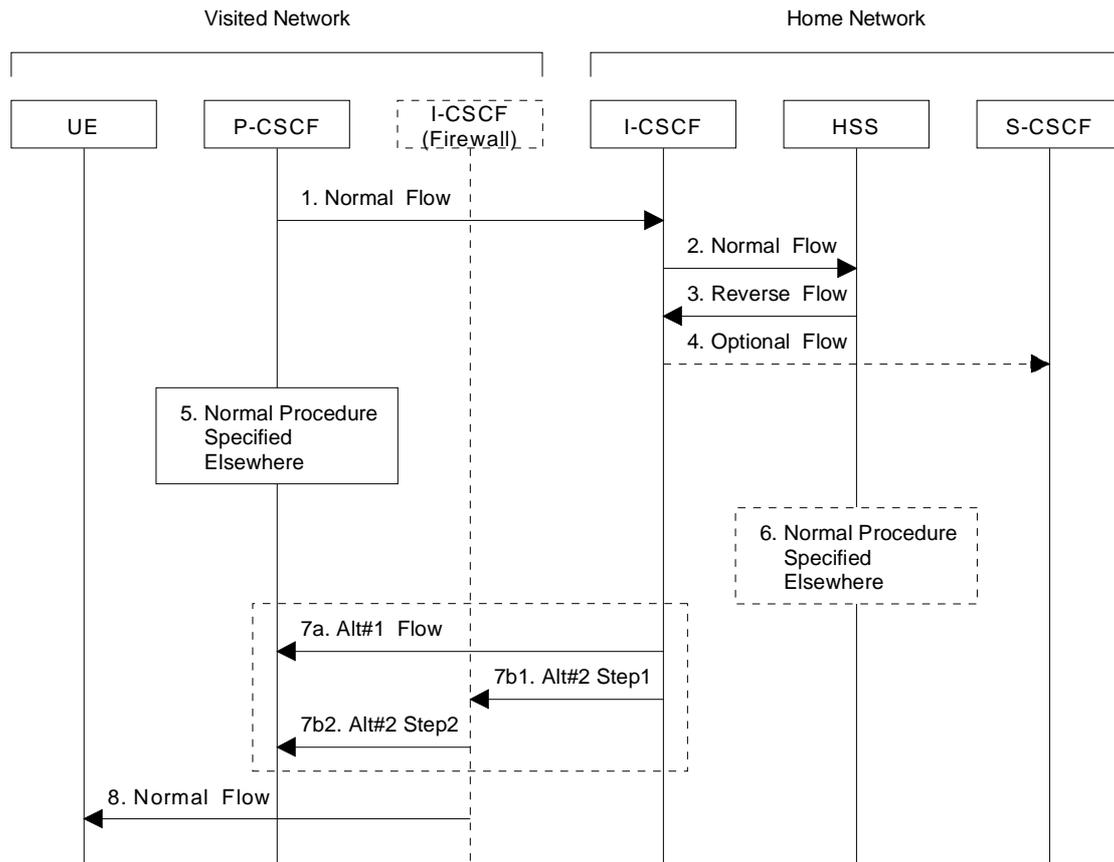 Visited Network
Home Network
UE
P-CSCF
I-CSCF
(Firewall)
I-CSCF
HSS
S-CSCF
1. Normal Flow
2. Normal Flow
3. Reverse Flow
4. Optional Flow
5. Normal Procedure
Specified
Elsewhere
6. Normal Procedure
Specified
Elsewhere
7a. Alt#1 Flow
7b1. Alt#2 Step1
7b2. Alt#2 Step2
8. Normal Flow